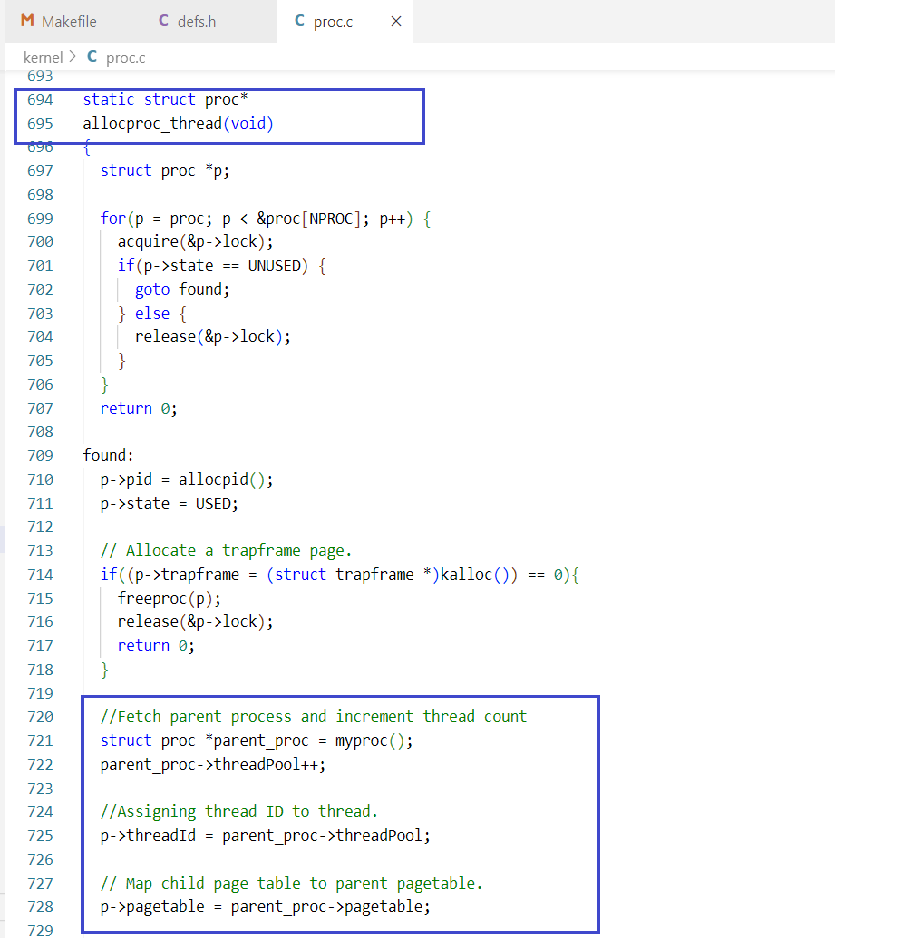 M Makefile
C defs.h
C proc.c ×
kernel > C proc.c
693
694 static struct proc*
695 allocproc_thread(void)
696 {
697   struct proc *p;
698
699   for(p = proc; p < &proc[NPROC]; p++) {
700     acquire(&p->lock);
701     if(p->state == UNUSED) {
702       goto found;
703     } else {
704       release(&p->lock);
705     }
706   }
707   return 0;
708
709 found:
710   p->pid = allocpid();
711   p->state = USED;
712
713   // Allocate a trapframe page.
714   if((p->trapframe = (struct trapframe *)kalloc()) == 0){
715     freeproc(p);
716     release(&p->lock);
717     return 0;
718   }
719
720   //Fetch parent process and increment thread count
721   struct proc *parent_proc = myproc();
722   parent_proc->threadPool++;
723
724   //Assigning thread ID to thread.
725   p->threadId = parent_proc->threadPool;
726
727   // Map child page table to parent pagetable.
728   p->pagetable = parent_proc->pagetable;
729